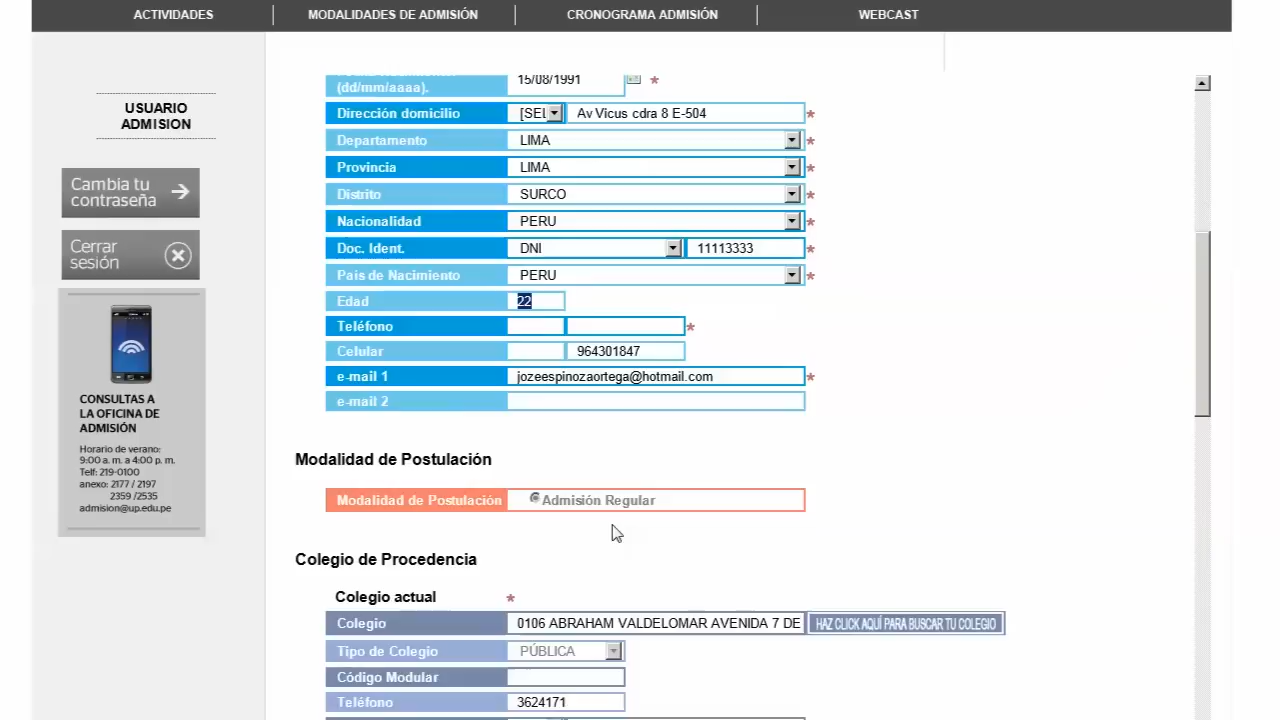 ACTIVIDADES
MODALIDADES DE ADMISIÓN
CRONOGRAMA ADMISIÓN
WEBCAST
USUARIO
ADMISION
Cambia tu
contraseña
Cerrar
sesión
CONSULTAS A
LA OFICINA DE
ADMISIÓN
Horario de verano:
9:00 a. m. a 4:00 p. m.
Telf: 219-0100
anexo: 2177 / 2197
2359 /2535
admision@up.edu.pe
(dd/mm/aaaa). 15/08/1991 *
Dirección domicilio [SEL Av Vicus cdra 8 E-504 *
Departamento LIMA *
Provincia LIMA *
Distrito SURCO *
Nacionalidad PERU *
Doc. Ident. DNI 11113333 *
Pais de Nacimiento PERU *
Edad 22
Teléfono *
Celular 964301847
e-mail 1 jozeespinozaortega@hotmail.com *
e-mail 2
Modalidad de Postulación
Modalidad de Postulación Admisión Regular
Colegio de Procedencia
Colegio actual *
Colegio 0106 ABRAHAM VALDELOMAR AVENIDA 7 DE HAZ CLICK AQUÍ PARA BUSCAR TU COLEGIO
Tipo de Colegio PÚBLICA
Código Modular
Teléfono 3624171